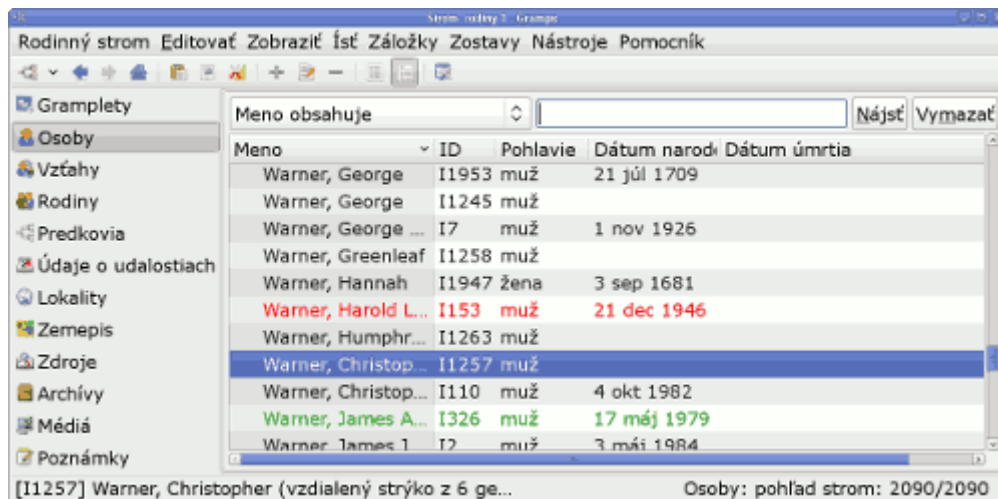 Strom rodiny 1 - Gramps
Rodinný strom Editovať Zobraziť Ísť Záložky Zostavy Nástroje Pomocník
Gramplety
Osoby
Vzťahy
Rodiny
Predkovia
Údaje o udalostiach
Lokality
Zemepis
Zdroje
Archívy
Médiá
Poznámky
Meno obsahuje Nájsť Vymazať
Meno ID Pohlavie Dátum narode Dátum úmrtia
Warner, George I1953 muž 21 júl 1709
Warner, George I1245 muž
Warner, George ... I7 muž 1 nov 1926
Warner, Greenleaf I1258 muž
Warner, Hannah I1947 žena 3 sep 1681
Warner, Harold L... I153 muž 21 dec 1946
Warner, Humphr... I1263 muž
Warner, Christop... I1257 muž
Warner, Christop... I110 muž 4 okt 1982
Warner, James A... I326 muž 17 máj 1979
Warner, James J... I2 muž 3 máj 1984
[I1257] Warner, Christopher (vzdialený strýko z 6 ge... Osoby: pohľad strom: 2090/2090